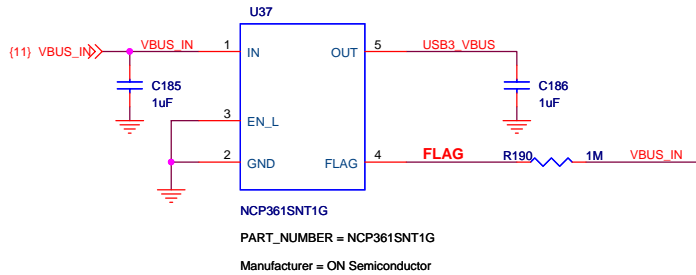 U37
{11} VBUS_IN
VBUS_IN
1
IN
OUT
5
USB3_VBUS
C185
1uF
C186
1uF
3
EN_L
2
GND
FLAG
4
FLAG
R190
1M
VBUS_IN
NCP361SNT1G
PART_NUMBER = NCP361SNT1G
Manufacturer = ON Semiconductor